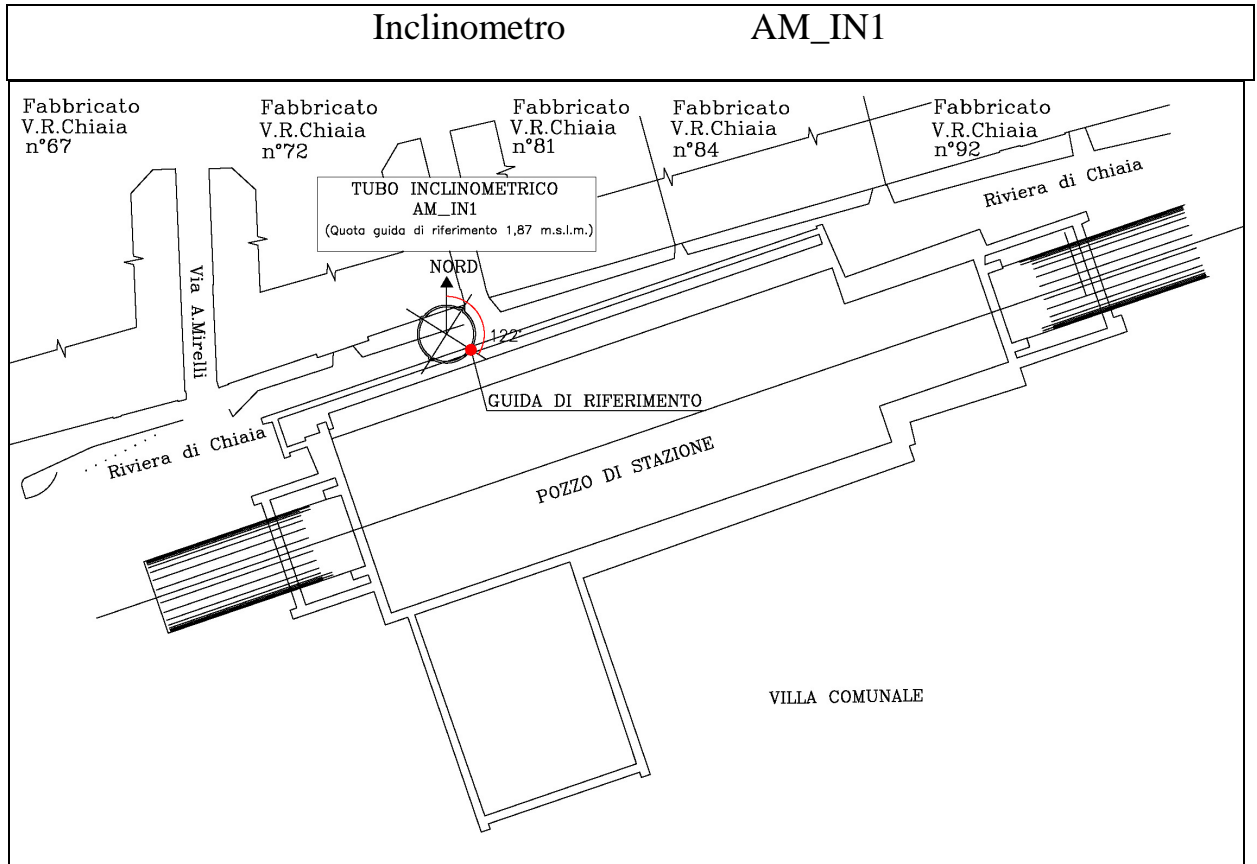 Inclinometro AM_IN1
Fabbricato
V.R.Chiaia
n°67
Fabbricato
V.R.Chiaia
n°72
Fabbricato
V.R.Chiaia
n°81
Fabbricato
V.R.Chiaia
n°84
Fabbricato
V.R.Chiaia
n°92
TUBO INCLINOMETRICO
AM_IN1
(Quota guida di riferimento 1,87 m.s.l.m.)
Riviera di Chiaia
NORD
Via A.Mirelli
122°
GUIDA DI RIFERIMENTO
Riviera di Chiaia
POZZO DI STAZIONE
VILLA COMUNALE